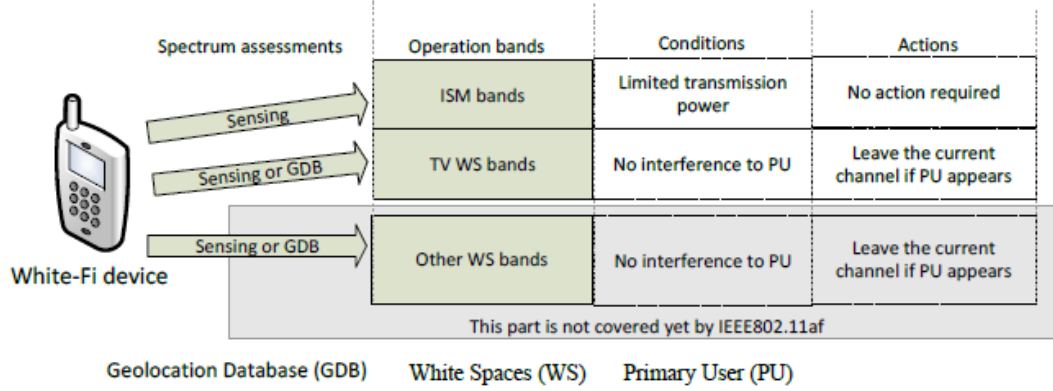 Spectrum assessments
Operation bands
Conditions
Actions
Sensing
ISM bands
Limited transmission
power
No action required
Sensing or GDB
TV WS bands
No interference to PU
Leave the current
channel if PU appears
Sensing or GDB
Other WS bands
No interference to PU
Leave the current
channel if PU appears
White-Fi device
This part is not covered yet by IEEE802.11af
Geolocation Database (GDB)
White Spaces (WS)
Primary User (PU)